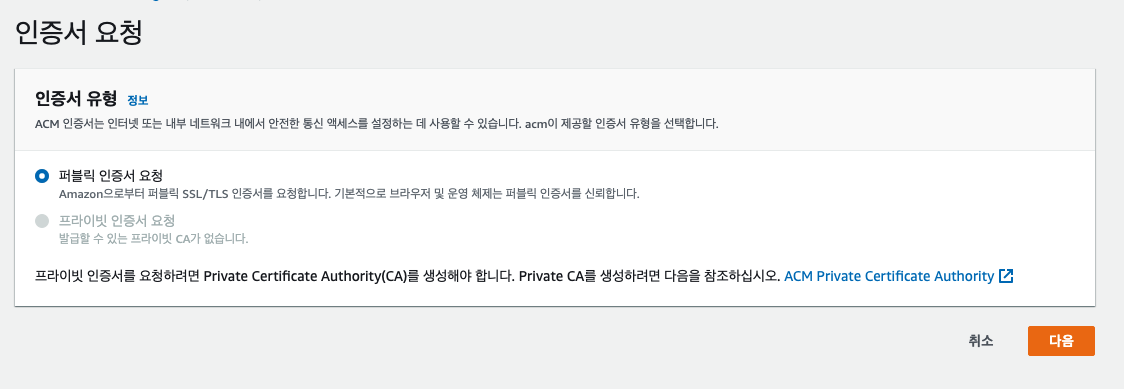 인증서 요청
인증서 유형 정보
ACM 인증서는 인터넷 또는 내부 네트워크 내에서 안전한 통신 액세스를 설정하는 데 사용할 수 있습니다. acm이 제공할 인증서 유형을 선택합니다.
퍼블릭 인증서 요청
Amazon으로부터 퍼블릭 SSL/TLS 인증서를 요청합니다. 기본적으로 브라우저 및 운영 체제는 퍼블릭 인증서를 신뢰합니다.
프라이빗 인증서 요청
발급할 수 있는 프라이빗 CA가 없습니다.
프라이빗 인증서를 요청하려면 Private Certificate Authority(CA)를 생성해야 합니다. Private CA를 생성하려면 다음을 참조하십시오. ACM Private Certificate Authority
취소 다음